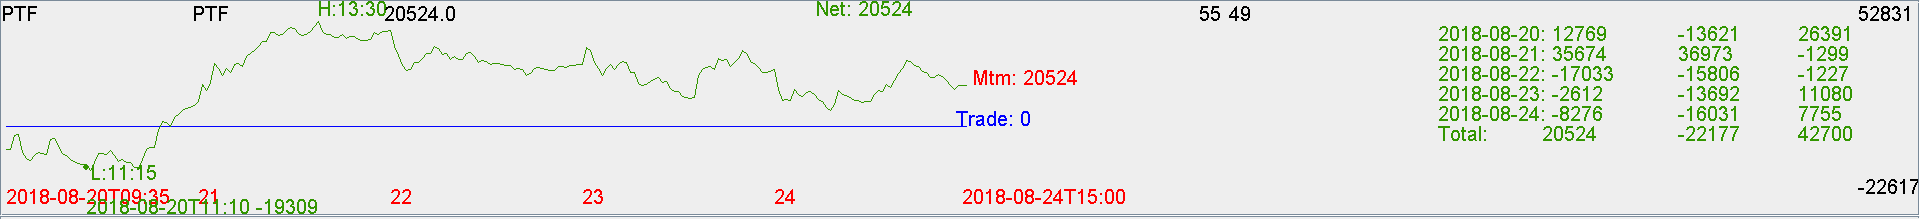 PTF PTF H:13:30 20524.0 Net: 20524 55 49 52831
2018-08-20: 12769 -13621 26391
2018-08-21: 35674 36973 -1299
2018-08-22: -17033 -15806 -1227
2018-08-23: -2612 -13692 11080
2018-08-24: -8276 -16031 7755
Total: 20524 -22177 42700
Mtm: 20524
Trade: 0
L:11:15
-22617
2018-08-20T09:35 21 22 23 24 2018-08-24T15:00
2018-08-20T11:10 -19309